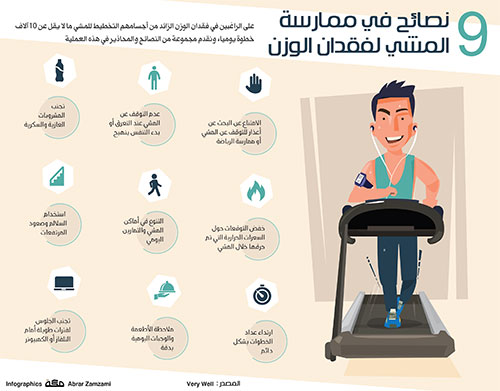 9 نصائح في ممارسة
المشي لفقدان الوزن
على الراغبين في فقدان الوزن الزائد من أجسامهم التخطيط للمشي ما لا يقل عن 10 آلاف
خطوة يوميا، ونقدم مجموعة من النصائح والمحاذير في هذه العملية
الامتناع عن البحث عن
أعذار للتوقف عن المشي
أو ممارسة الرياضة
عدم التوقف عن
المشي عند التعرق أو
بدء التنفس بتهيج
تجنب
المشروبات
الغازية والسكرية
خفض التوقعات حول
السعرات الحرارية التي تم
حرقها خلال المشي
التنوع في أماكن
المشي والتمارين
اليومي
استخدام
السلالم وصعود
المرتفعات
ارتداء عداد
الخطوات بشكل
دائم
ملاحظة الأطعمة
والوجبات اليومية
بدقة
تجنب الجلوس
لفترات طويلة أمام
التلفاز أو الكمبيوتر
المصدر: Very Well
Infographics مكة Abrar Zamzami